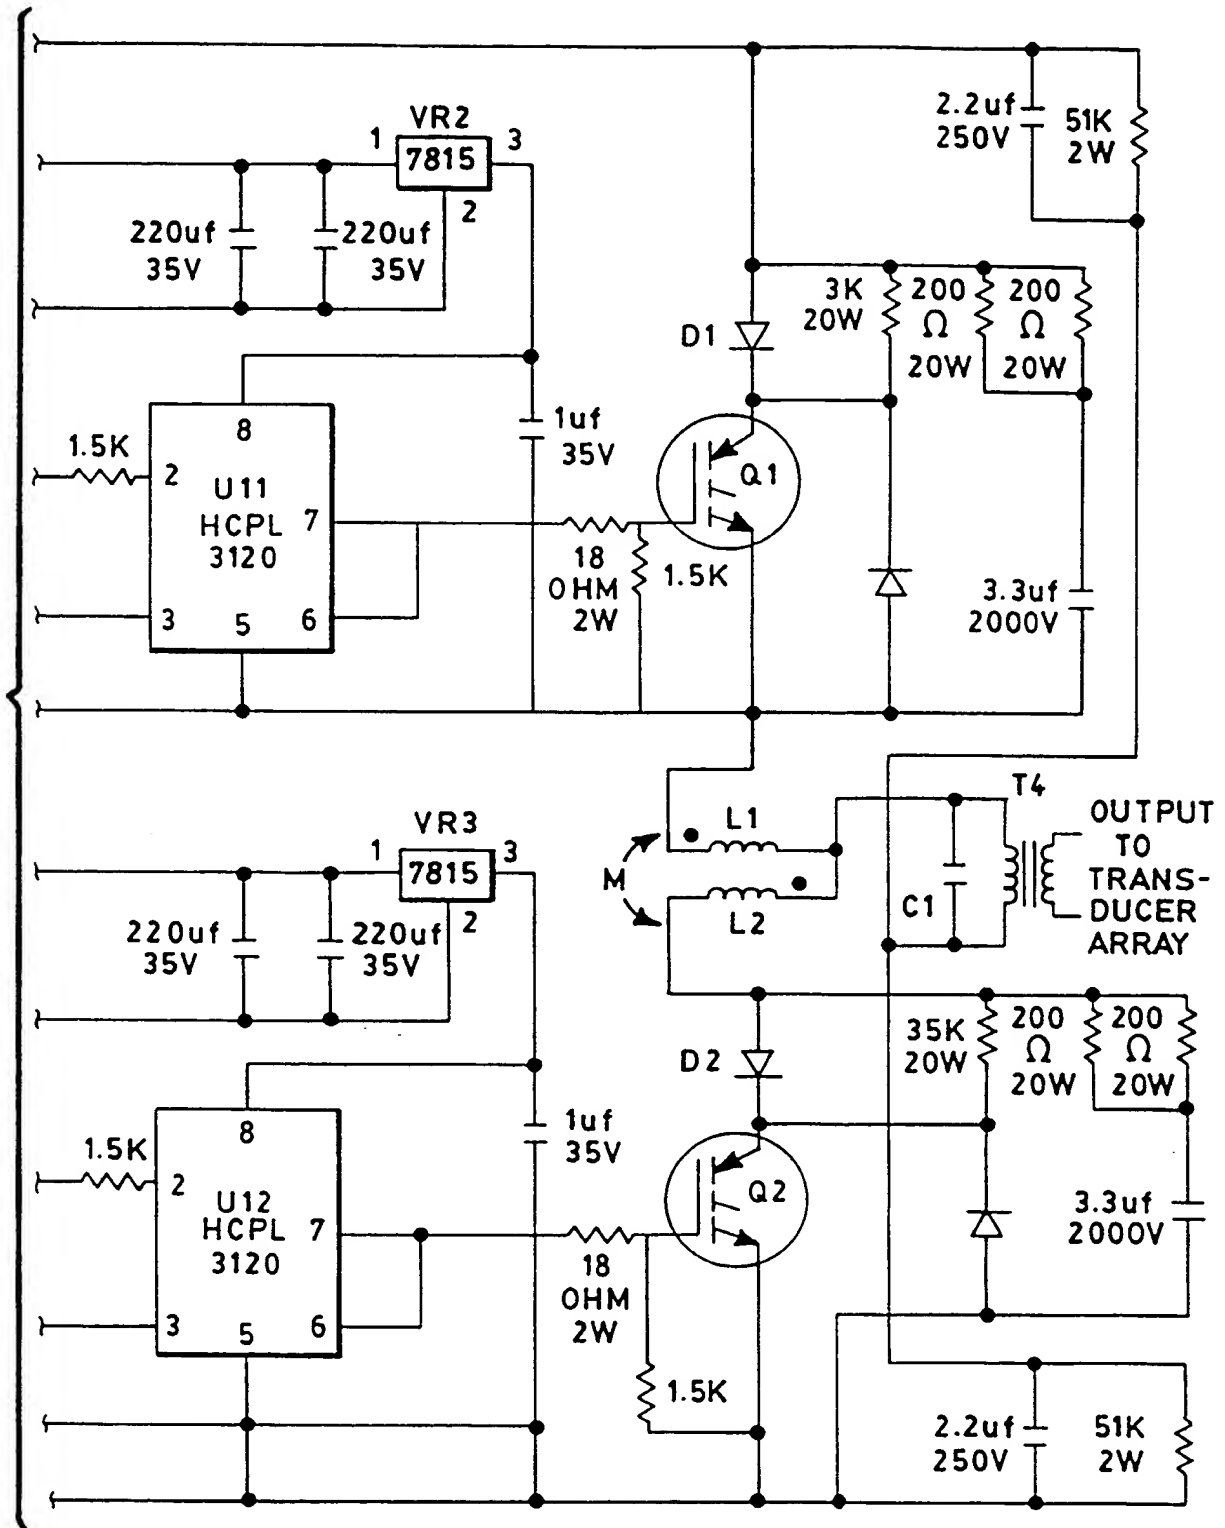 2.2uf
250V
51K
2W
VR2
1
7815
3
2
220uf
35V
220uf
35V
3K
20W
200
Ω
20W
200
Ω
20W
D1
8
1uf
35V
1.5K
2
U11
HCPL
3120
7
Q1
18
OHM
2W
1.5K
3.3uf
2000V
3
5
6
T4
L1
M
L2
C1
OUTPUT
TO
TRANS-
DUCER
ARRAY
VR3
1
7815
3
2
220uf
35V
220uf
35V
35K
20W
200
Ω
20W
200
Ω
20W
D2
8
1uf
35V
1.5K
2
U12
HCPL
3120
7
Q2
18
OHM
2W
3.3uf
2000V
3
5
6
1.5K
2.2uf
250V
51K
2W